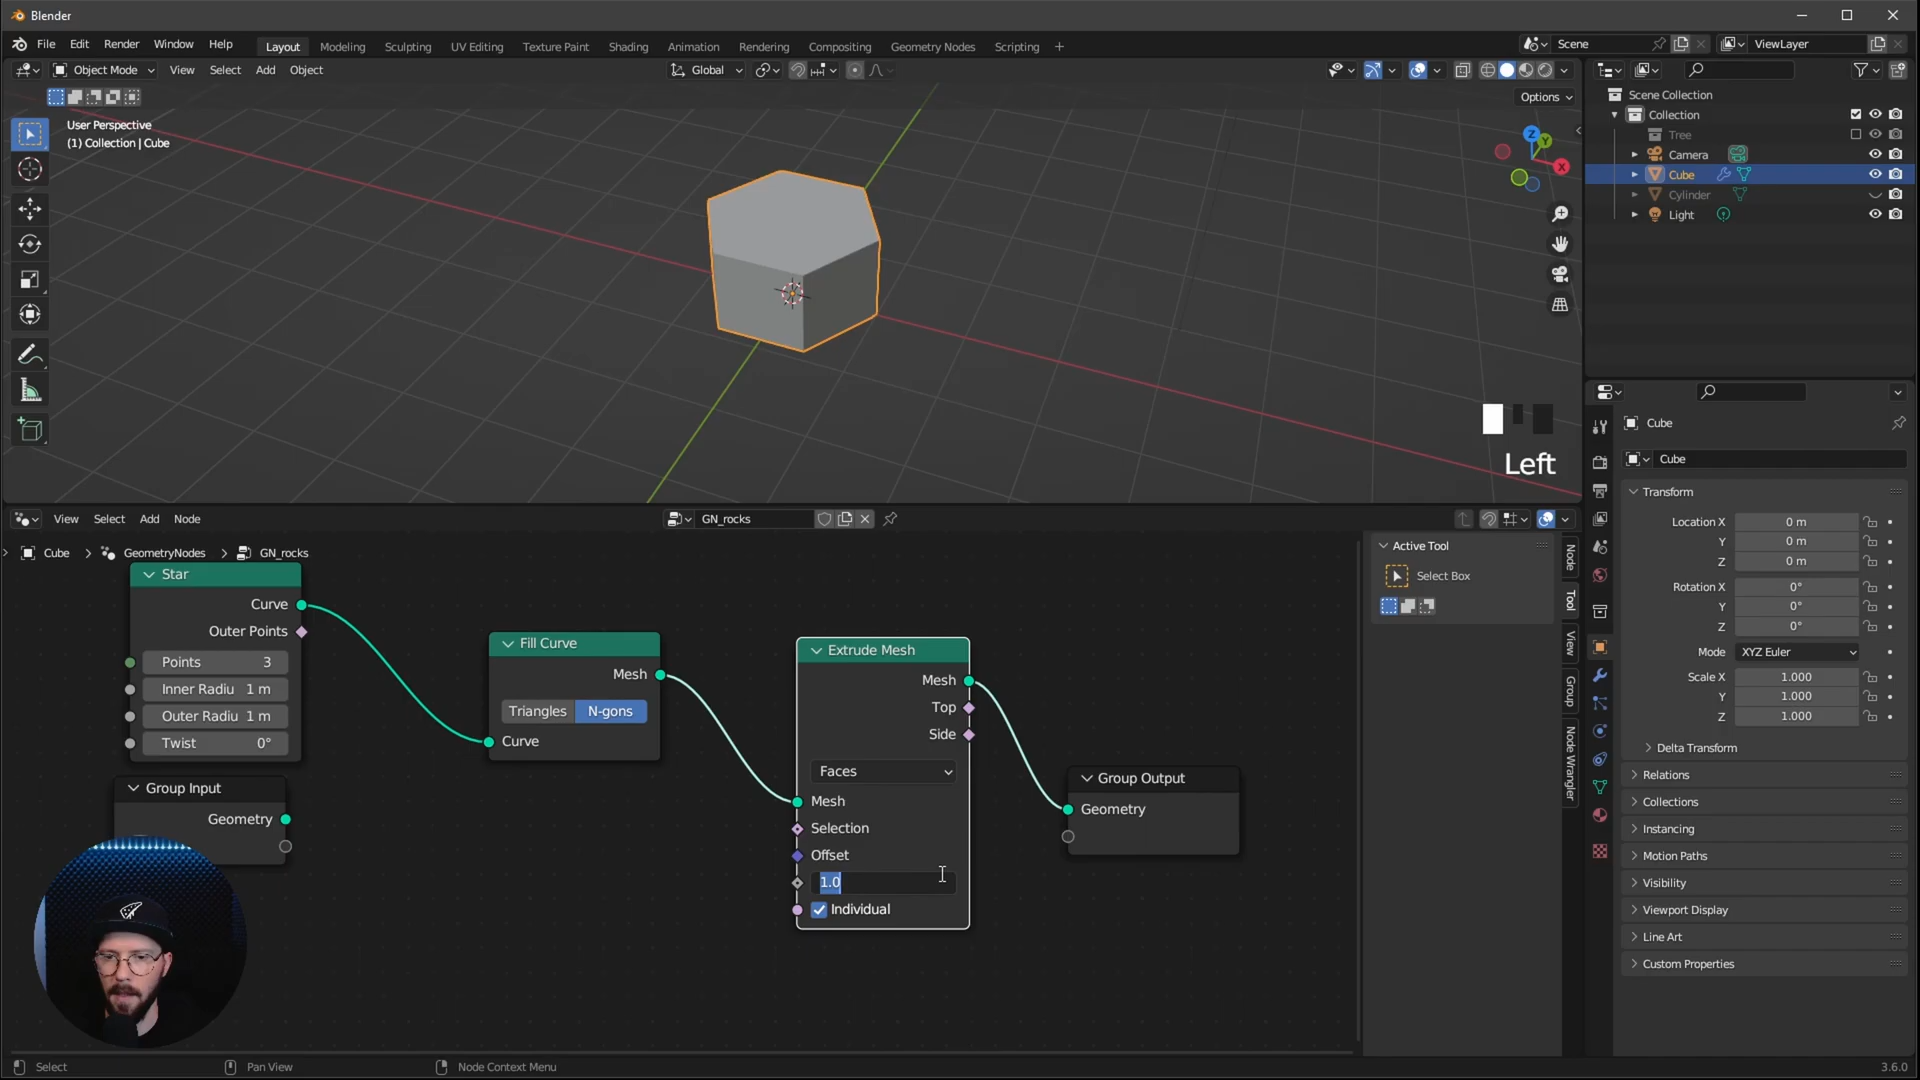 Blender
File Edit Render Window Help Layout Modeling Sculpting UV Editing Texture Paint Shading Animation Rendering Compositing Geometry Nodes Scripting + Scene ViewLayer
Object Mode View Select Add Object Global
Options
User Perspective
(1) Collection | Cube
Z
Y
X
Left
Scene Collection
Collection
Tree
Camera
Cube
Cylinder
Light
Cube
Cube
Transform
Location X 0 m
Y 0 m
Z 0 m
Rotation X 0°
Y 0°
Z 0°
Mode XYZ Euler
Scale X 1.000
Y 1.000
Z 1.000
Delta Transform
Relations
Collections
Instancing
Motion Paths
Visibility
Viewport Display
Line Art
Custom Properties
View Select Add Node GN_rocks
Cube > GeometryNodes > GN_rocks
Star
Curve
Outer Points
Points 3
Inner Radiu 1 m
Outer Radiu 1 m
Twist 0°
Group Input
Geometry
Fill Curve
Mesh
Triangles N-gons
Curve
Extrude Mesh
Mesh
Top
Side
Faces
Mesh
Selection
Offset
1.0
Individual
Group Output
Geometry
Active Tool
Select Box
Node
Tool
View
Group
Node Wrangler
Select Pan View Node Context Menu 3.6.0